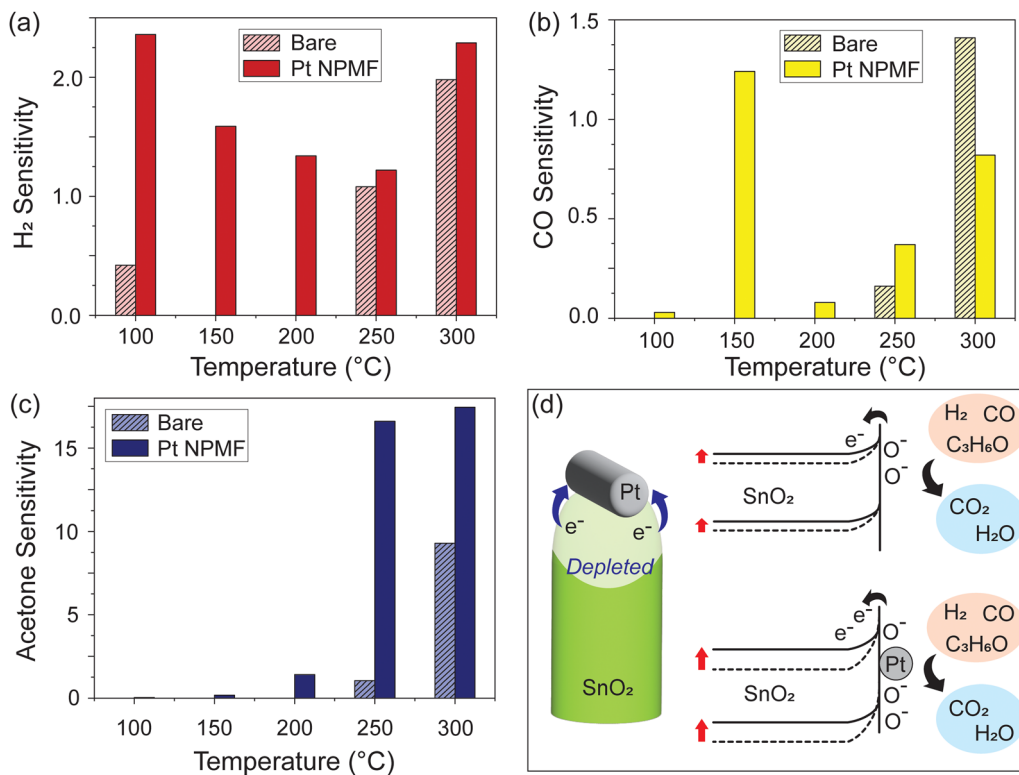 (a)
Bare
Pt NPMF
H₂ Sensitivity
2.0
1.0
0.0
100 150 200 250 300
Temperature (°C)
(b)
Bare
Pt NPMF
CO Sensitivity
1.5
1.0
0.5
0.0
100 150 200 250 300
Temperature (°C)
(c)
Bare
Pt NPMF
Acetone Sensitivity
15
10
5
0
100 150 200 250 300
Temperature (°C)
(d)
Pt
e⁻ e⁻
Depleted
SnO₂
e⁻
O⁻
O⁻
SnO₂
H₂ CO
C₃H₆O
CO₂
H₂O
e⁻ e⁻
O⁻
Pt
O⁻
O⁻
SnO₂
H₂ CO
C₃H₆O
CO₂
H₂O